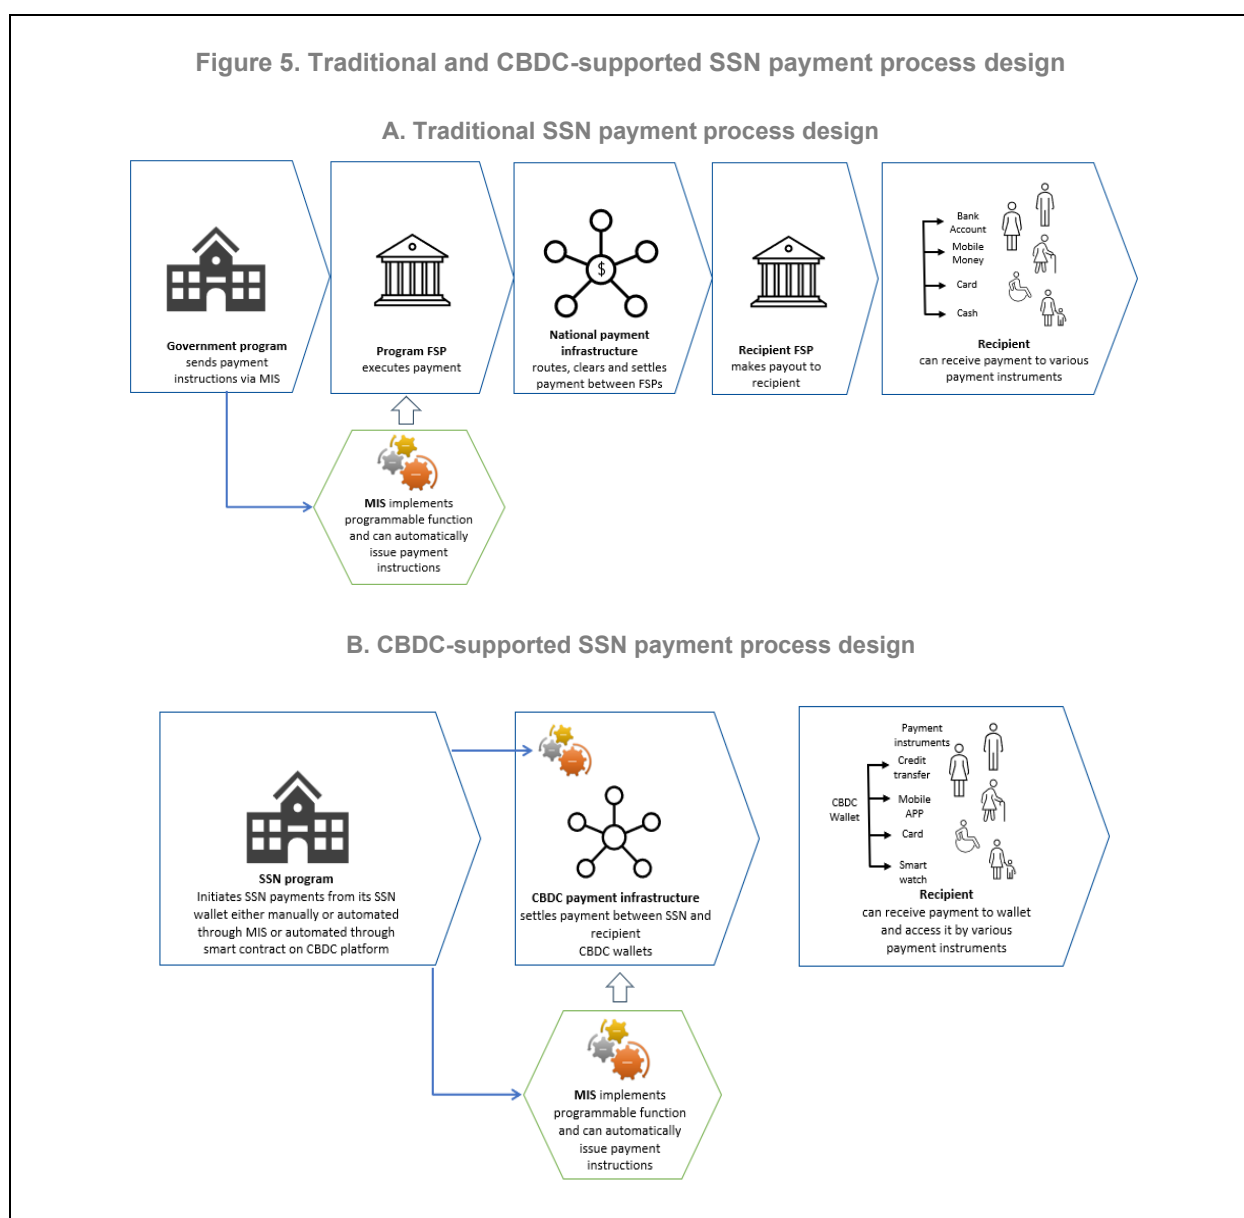 Figure 5. Traditional and CBDC-supported SSN payment process design
A. Traditional SSN payment process design
Government program
sends payment
instructions via MIS
Program FSP
executes payment
$
National payment
infrastructure
routes, clears and settles
payment between FSPs
Recipient FSP
makes payout to
recipient
Bank
Account
Mobile
Money
Card
Cash
Recipient
can receive payment to various
payment instruments
MIS implements
programmable function
and can automatically
issue payment
instructions
B. CBDC-supported SSN payment process design
SSN program
Initiates SSN payments from its SSN
wallet either manually or automated
through MIS or automated through
smart contract on CBDC platform
CBDC payment infrastructure
settles payment between SSN and
recipient
CBDC wallets
Payment
instruments
Credit
transfer
CBDC
Wallet
Mobile
APP
Card
Smart
watch
Recipient
can receive payment to wallet
and access it by various
payment instruments
MIS implements
programmable function
and can automatically
issue payment
instructions